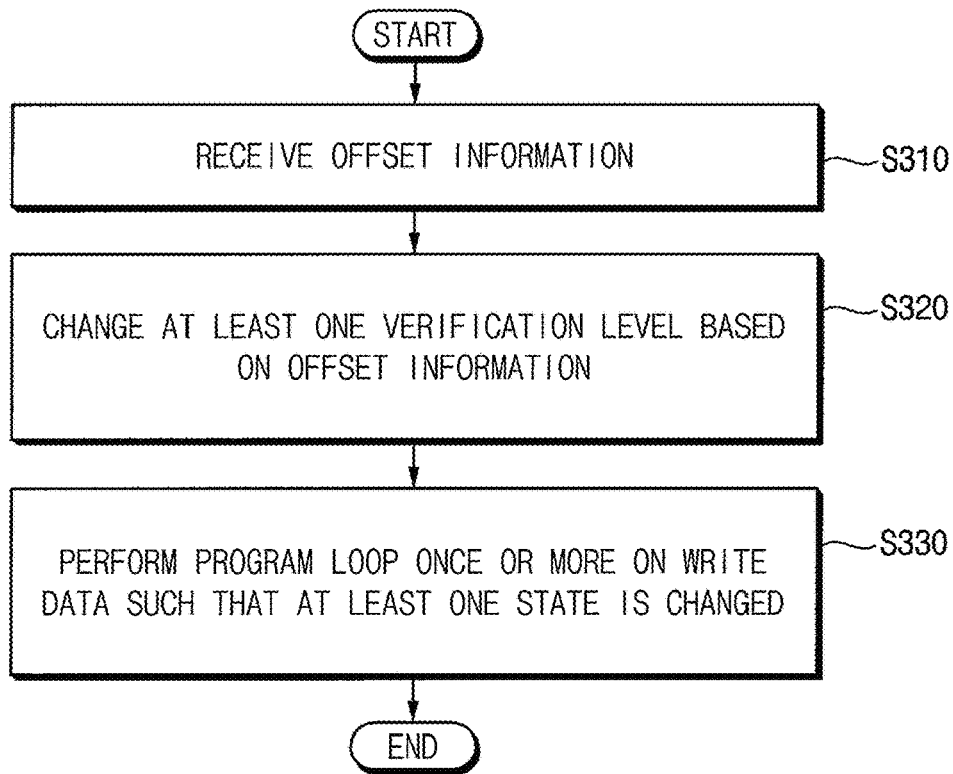 START
RECEIVE OFFSET INFORMATION
S310
CHANGE AT LEAST ONE VERIFICATION LEVEL BASED
ON OFFSET INFORMATION
S320
PERFORM PROGRAM LOOP ONCE OR MORE ON WRITE
DATA SUCH THAT AT LEAST ONE STATE IS CHANGED
S330
END